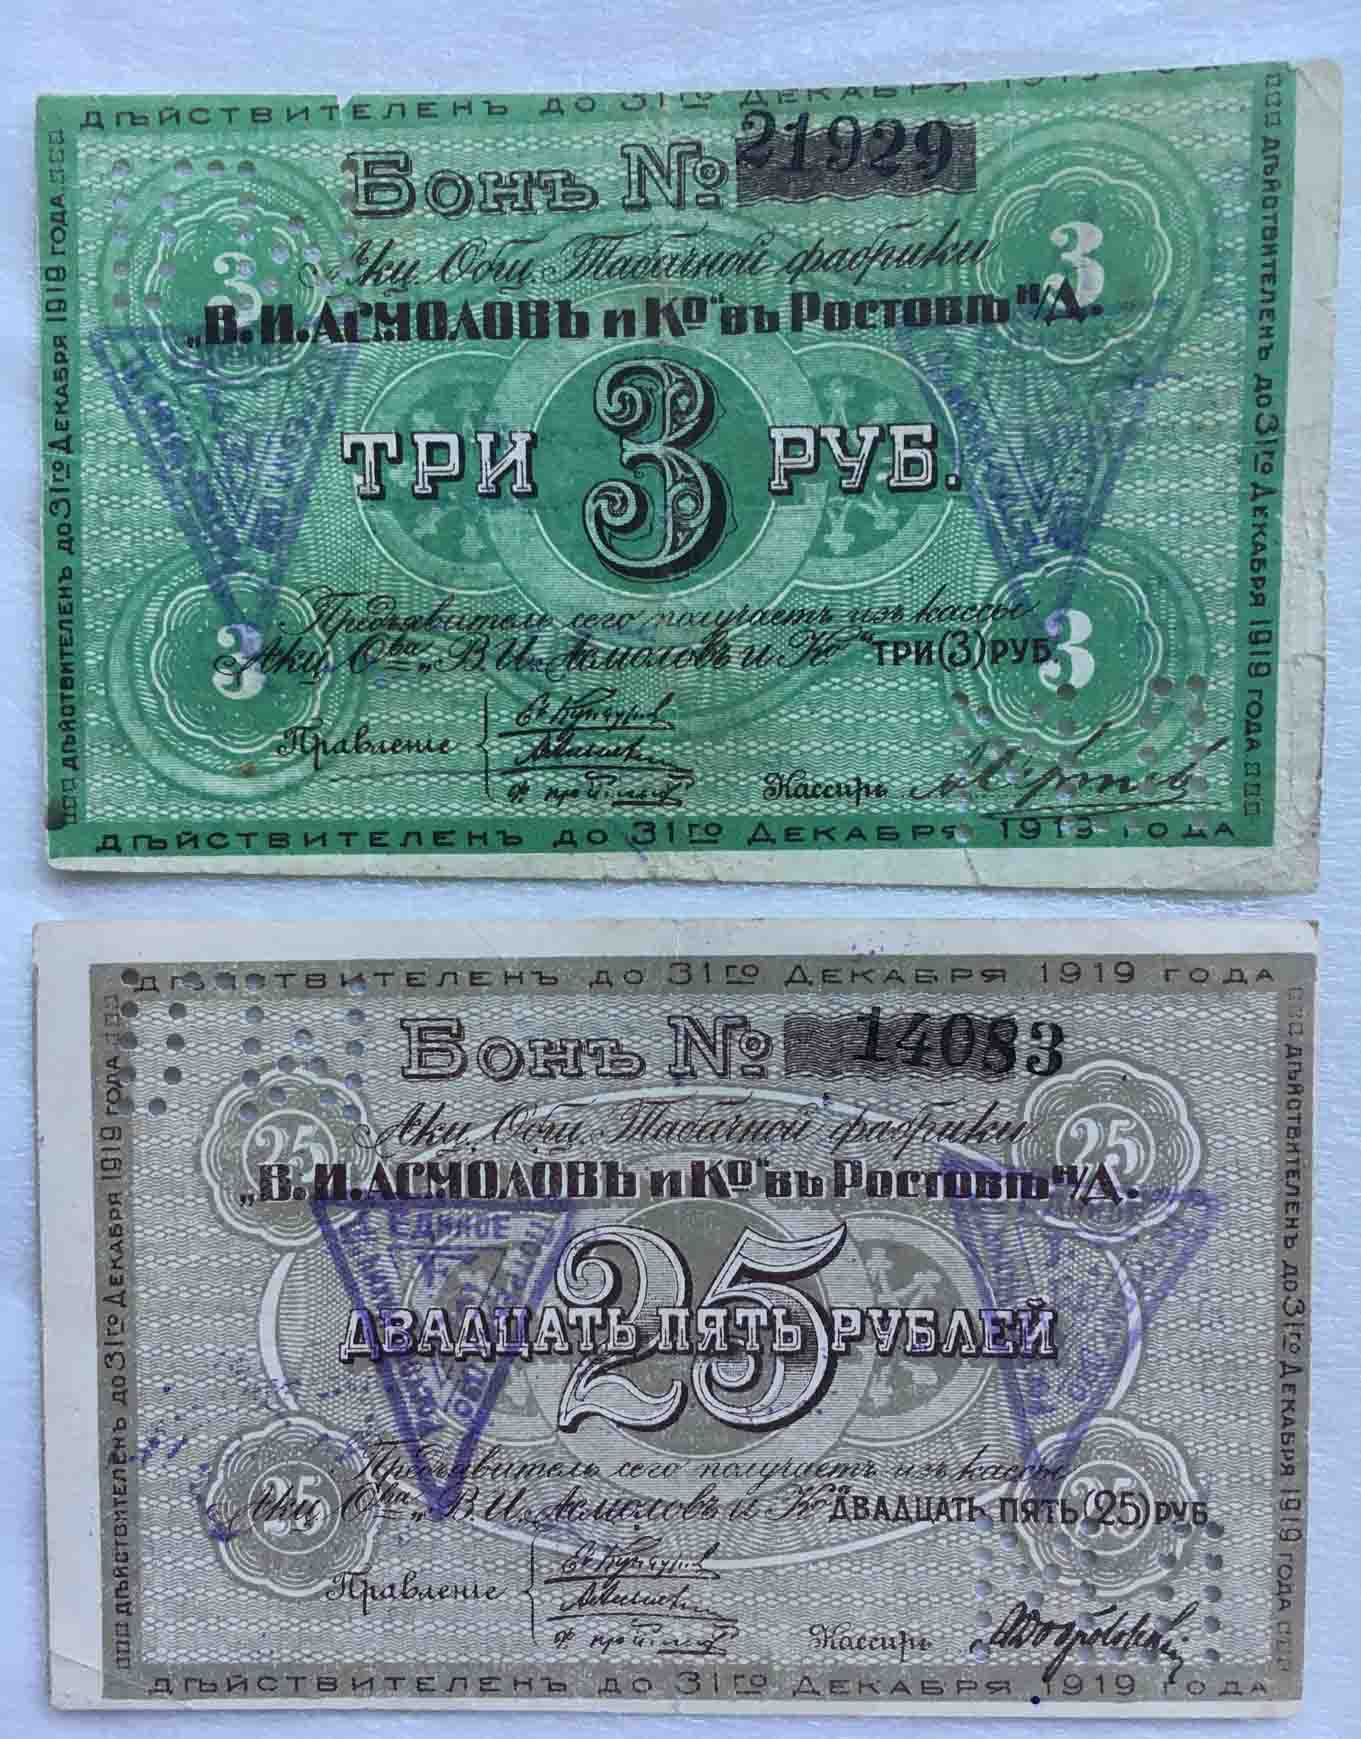 ДѢЙСТВИТЕЛЕНЪ ДО 31ГО ДЕКАБРЯ 1919 ГОДА
Бонъ № 21929
Акц. Общ. Табачной фабрики
„В.И.Асмоловъ и Ко" въ Ростовѣ н/Д.
3 3
ТРИ 3 РУБ.
Предъявитель сего получаетъ изъ кассы
Акц. О-ва „В.И.Асмоловъ и Ко" ТРИ (3) РУБ.
3 3
Правленіе
Кассиръ
ДѢЙСТВИТЕЛЕНЪ ДО 31ГО ДЕКАБРЯ 1919 ГОДА
ДѢЙСТВИТЕЛЕНЪ ДО 31ГО ДЕКАБРЯ 1919 ГОДА
ДѢЙСТВИТЕЛЕНЪ ДО 31ГО ДЕКАБРЯ 1919 ГОДА
ДѢЙСТВИТЕЛЕНЪ ДО 31ГО ДЕКАБРЯ 1919 ГОДА
Бонъ № 14083
Акц. Общ. Табачной фабрики
„В.И.Асмоловъ и Ко" въ Ростовѣ н/Д.
25 25
ЕДИНОЕ
25
ДВАДЦАТЬ ПЯТЬ РУБЛЕЙ
Предъявитель сего получаетъ изъ кассы
Акц. О-ва „В.И.Асмоловъ и Ко" ДВАДЦАТЬ ПЯТЬ (25) РУБ.
25 25
Правленіе
Кассиръ
ДѢЙСТВИТЕЛЕНЪ ДО 31ГО ДЕКАБРЯ 1919 ГОДА
ДѢЙСТВИТЕЛЕНЪ ДО 31ГО ДЕКАБРЯ 1919 ГОДА
ДѢЙСТВИТЕЛЕНЪ ДО 31ГО ДЕКАБРЯ 1919 ГОДА